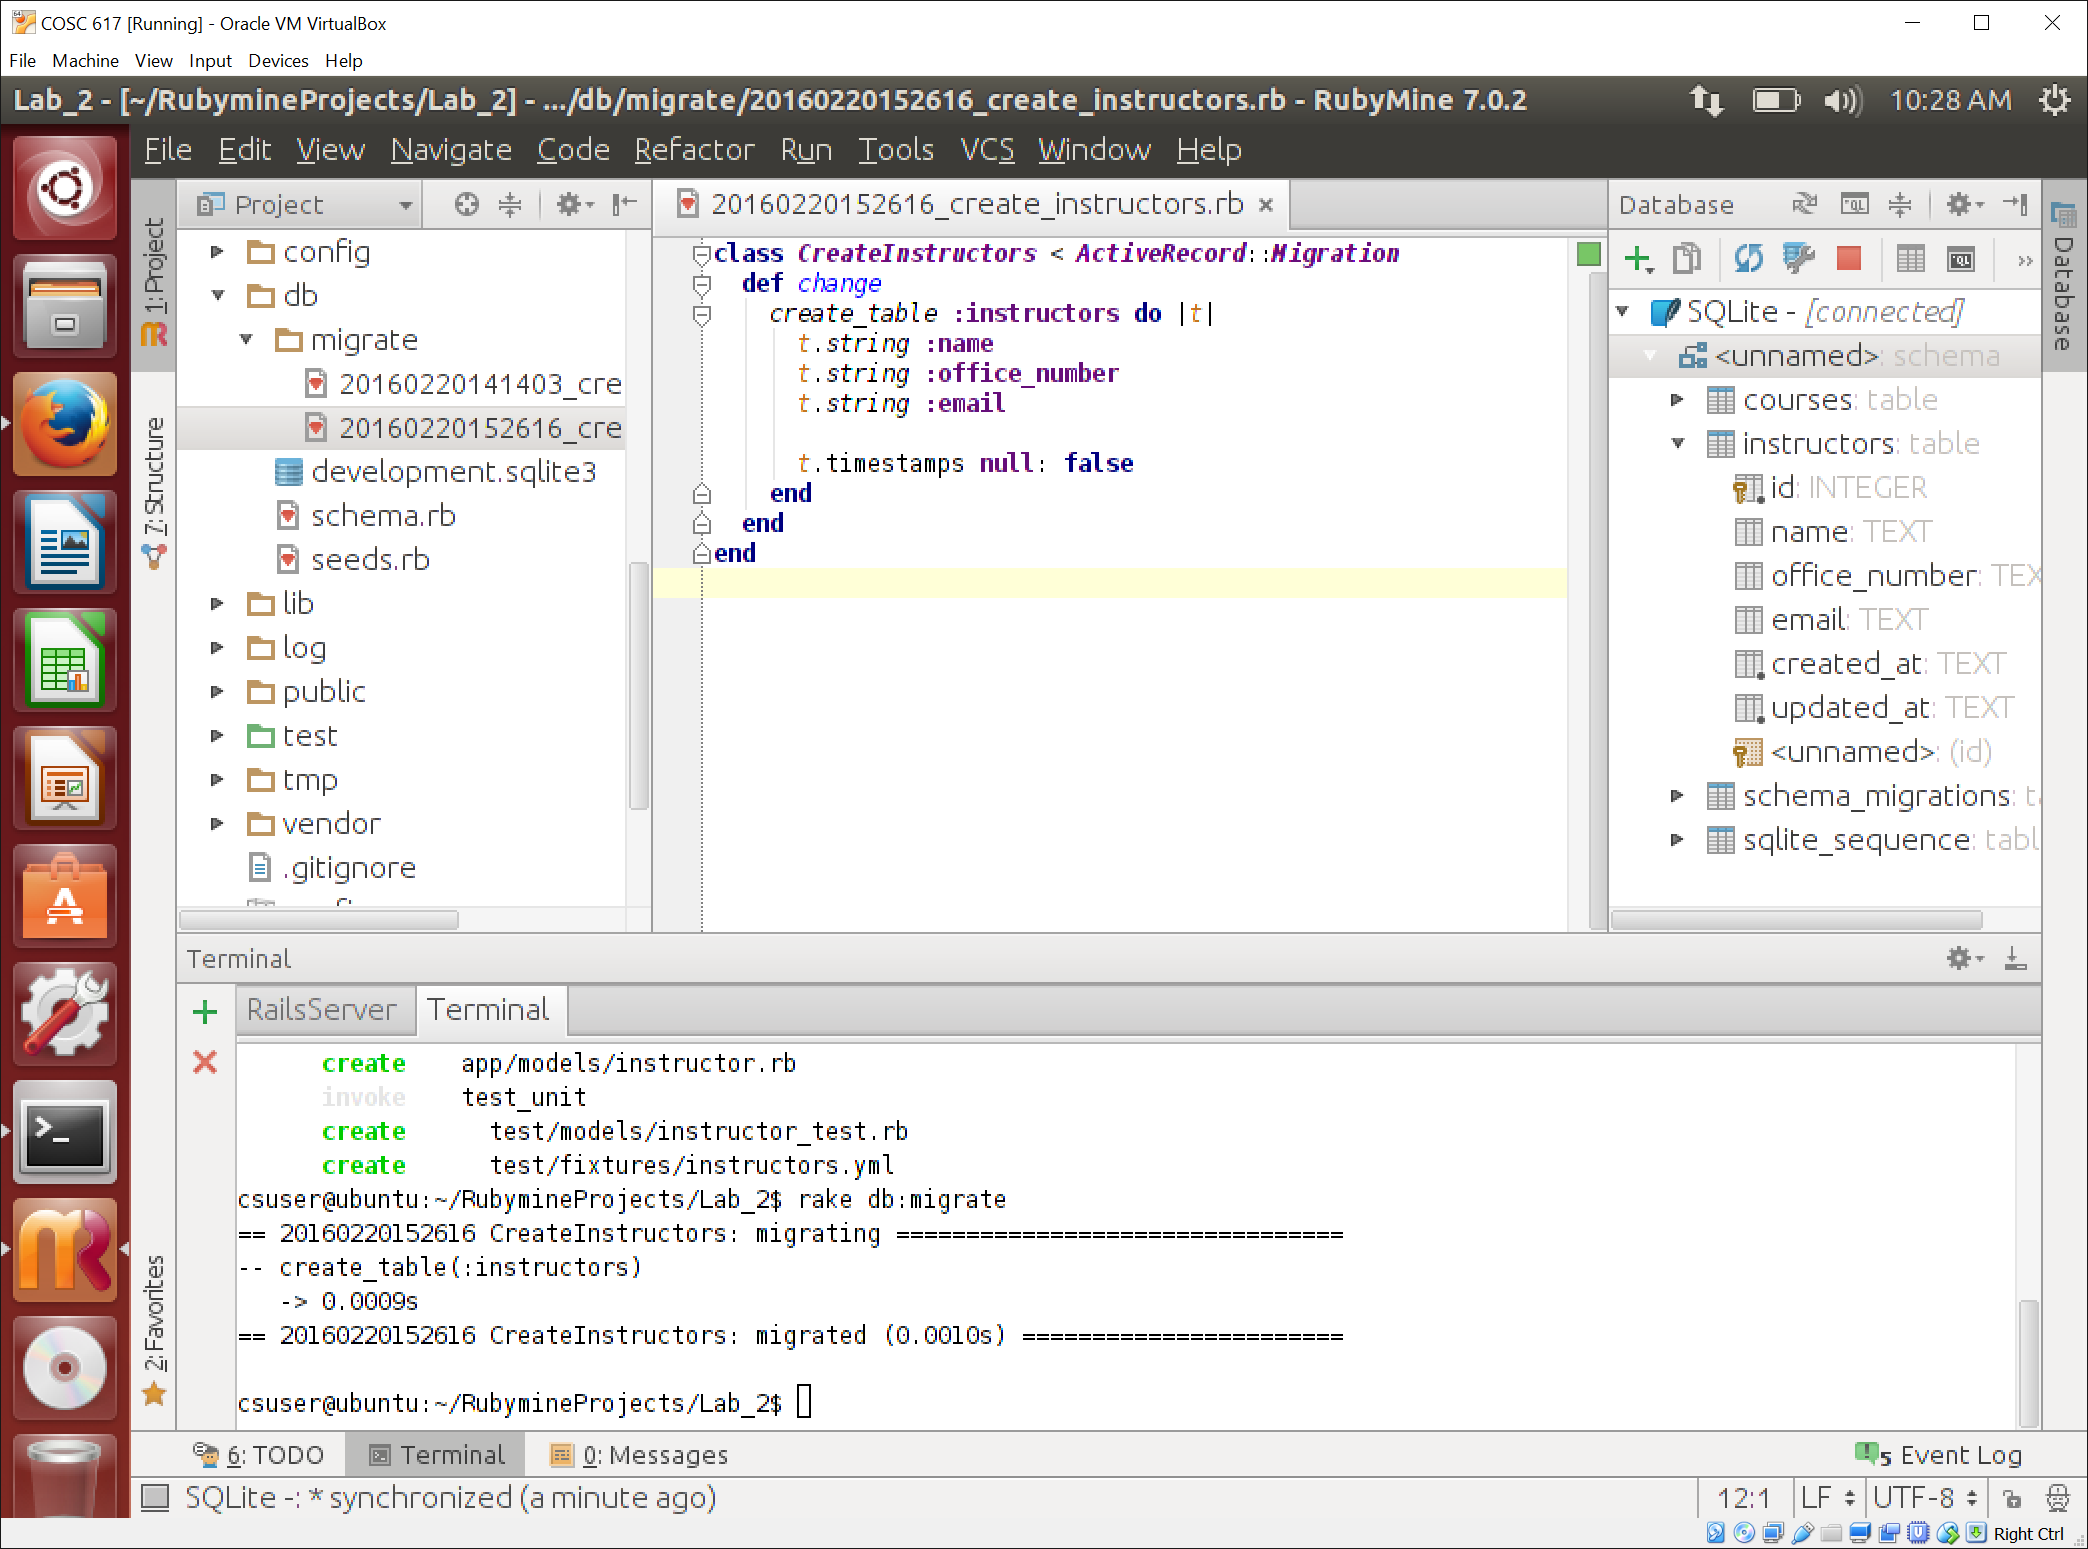 COSC 617 [Running] - Oracle VM VirtualBox
File Machine View Input Devices Help
Lab_2 - [~/RubymineProjects/Lab_2] - .../db/migrate/20160220152616_create_instructors.rb - RubyMine 7.0.2
10:28 AM
File Edit View Navigate Code Refactor Run Tools VCS Window Help
1: Project
7: Structure
2: Favorites
Project
config
db
migrate
20160220141403_cre
20160220152616_cre
development.sqlite3
schema.rb
seeds.rb
lib
log
public
test
tmp
vendor
.gitignore
20160220152616_create_instructors.rb
class CreateInstructors < ActiveRecord::Migration
def change
create_table :instructors do |t|
t.string :name
t.string :office_number
t.string :email
t.timestamps null: false
end
end
end
Database
Database
SQLite - [connected]
<unnamed>: schema
courses: table
instructors: table
id: INTEGER
name: TEXT
office_number: TEX
email: TEXT
created_at: TEXT
updated_at: TEXT
<unnamed>: (id)
schema_migrations: ta
sqlite_sequence: tabl
Terminal
RailsServer Terminal
create app/models/instructor.rb
invoke test_unit
create test/models/instructor_test.rb
create test/fixtures/instructors.yml
csuser@ubuntu:~/RubymineProjects/Lab_2$ rake db:migrate
== 20160220152616 CreateInstructors: migrating ================================
-- create_table(:instructors)
-> 0.0009s
== 20160220152616 CreateInstructors: migrated (0.0010s) =======================
csuser@ubuntu:~/RubymineProjects/Lab_2$
6: TODO Terminal 0: Messages 5 Event Log
SQLite -: * synchronized (a minute ago) 12:1 LF UTF-8
Right Ctrl